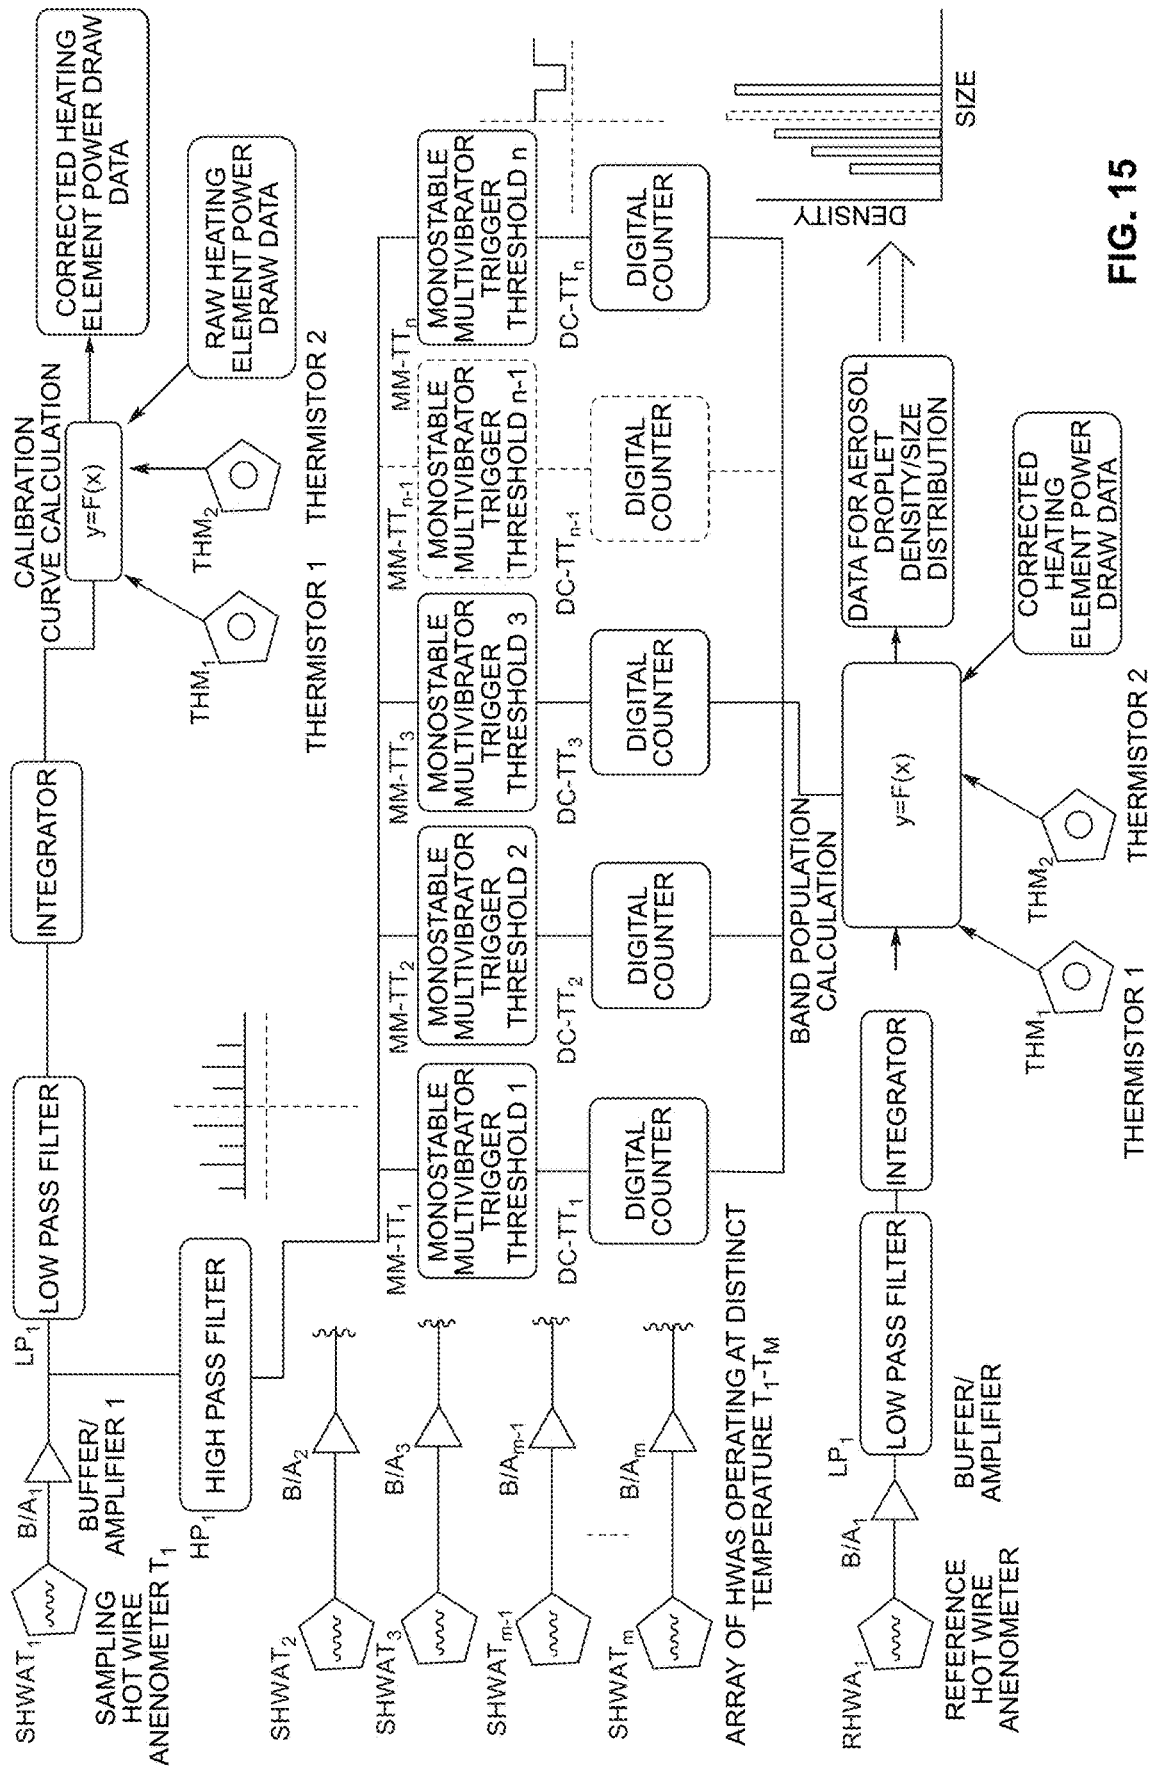 SHWAT1
SAMPLING
HOT WIRE
ANENOMETER T1
B/A1
BUFFER/
AMPLIFIER 1
LP1
LOW PASS FILTER
INTEGRATOR
CALIBRATION
CURVE CALCULATION
y=F(x)
CORRECTED HEATING
ELEMENT POWER DRAW
DATA
RAW HEATING
ELEMENT POWER
DRAW DATA
THM1
THM2
THERMISTOR 1
THERMISTOR 2
HP1
HIGH PASS FILTER
SHWAT2
B/A2
SHWAT3
B/A3
SHWATm-1
B/Am-1
SHWATm
B/Am
ARRAY OF HWAS OPERATING AT DISTINCT
TEMPERATURE T1-TM
MM-TT1
MONOSTABLE
MULTIVIBRATOR
TRIGGER
THRESHOLD 1
MM-TT2
MONOSTABLE
MULTIVIBRATOR
TRIGGER
THRESHOLD 2
MM-TT3
MONOSTABLE
MULTIVIBRATOR
TRIGGER
THRESHOLD 3
MM-TTn-1
MONOSTABLE
MULTIVIBRATOR
TRIGGER
THRESHOLD n-1
MM-TTn
MONOSTABLE
MULTIVIBRATOR
TRIGGER
THRESHOLD n
DC-TT1
DIGITAL
COUNTER
DC-TT2
DIGITAL
COUNTER
DC-TT3
DIGITAL
COUNTER
DC-TTn-1
DIGITAL
COUNTER
DC-TTn
DIGITAL
COUNTER
BAND POPULATION
CALCULATION
RHWA1
REFERENCE
HOT WIRE
ANENOMETER
B/A1
BUFFER/
AMPLIFIER
LP1
LOW PASS FILTER
INTEGRATOR
y=F(x)
THM1
THERMISTOR 1
THM2
THERMISTOR 2
CORRECTED
HEATING
ELEMENT POWER
DRAW DATA
DATA FOR AEROSOL
DROPLET
DENSITY/SIZE
DISTRIBUTION
DENSITY
SIZE
FIG. 15